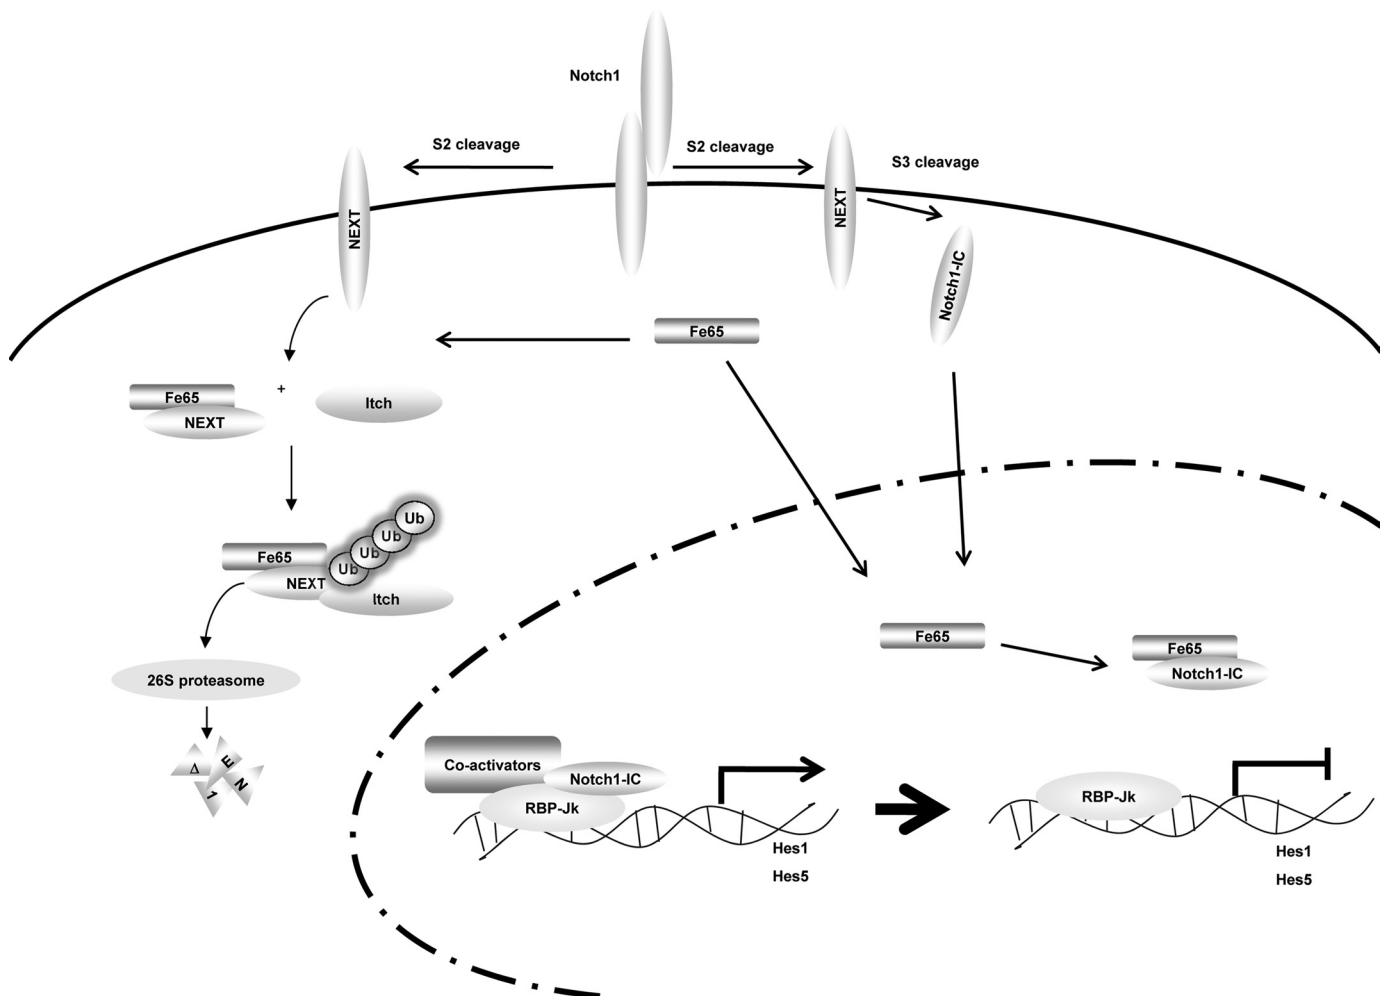 Notch1
S2 cleavage
S2 cleavage
S3 cleavage
NEXT
NEXT
Notch1-IC
Fe65
Fe65
+
NEXT
Itch
Ub
Ub
Ub
Ub
Fe65
NEXT
Itch
26S proteasome
Δ
E
N
1
Fe65
Fe65
Notch1-IC
Co-activators
Notch1-IC
RBP-Jk
Hes1
Hes5
RBP-Jk
Hes1
Hes5